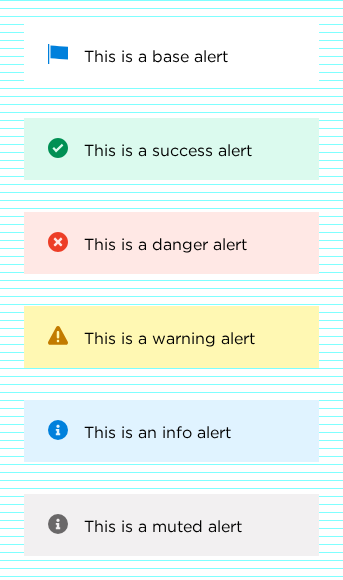 This is a base alert
This is a success alert
This is a danger alert
This is a warning alert
This is an info alert
This is a muted alert